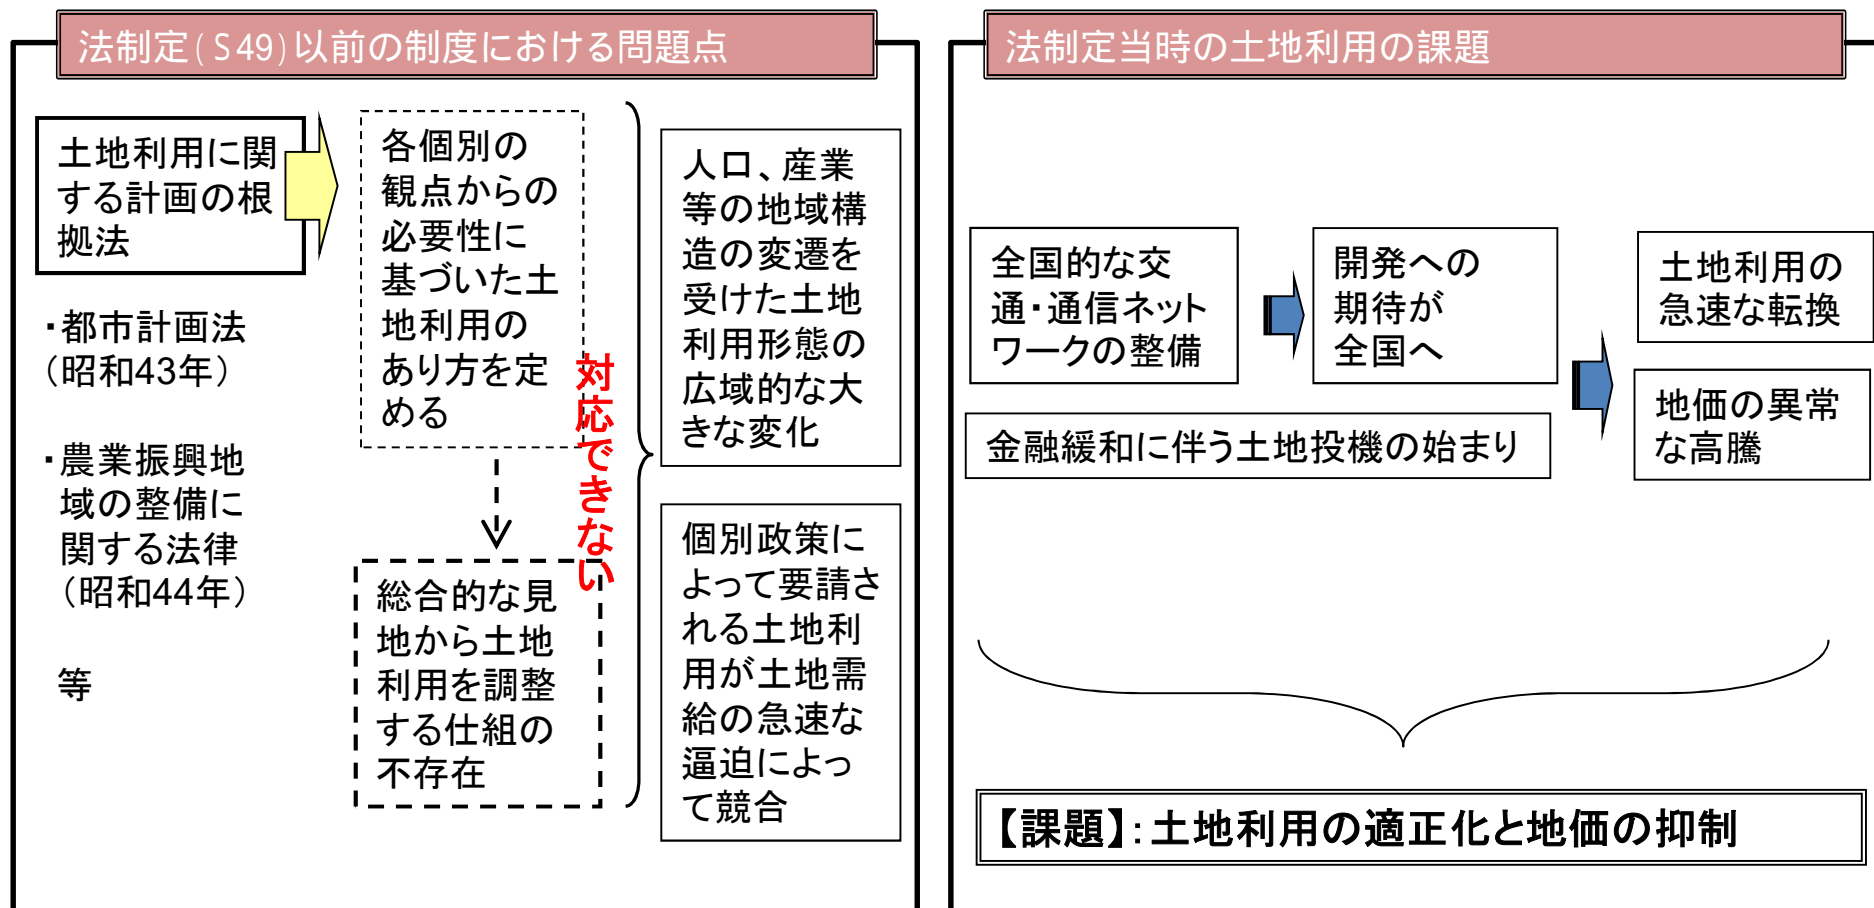 法制定(S49)以前の制度における問題点
土地利用に関
する計画の根
拠法
・都市計画法
（昭和43年）
・農業振興地
域の整備に
関する法律
（昭和44年）
等
各個別の
観点からの
必要性に
基づいた土
地利用の
あり方を定
める
総合的な見
地から土地
利用を調整
する仕組の
不存在
対応できない
人口、産業
等の地域構
造の変遷を
受けた土地
利用形態の
広域的な大
きな変化
個別政策に
よって要請さ
れる土地利
用が土地需
給の急速な
逼迫によっ
て競合
法制定当時の土地利用の課題
全国的な交
通・通信ネット
ワークの整備
開発への
期待が
全国へ
金融緩和に伴う土地投機の始まり
土地利用の
急速な転換
地価の異常
な高騰
【課題】：土地利用の適正化と地価の抑制